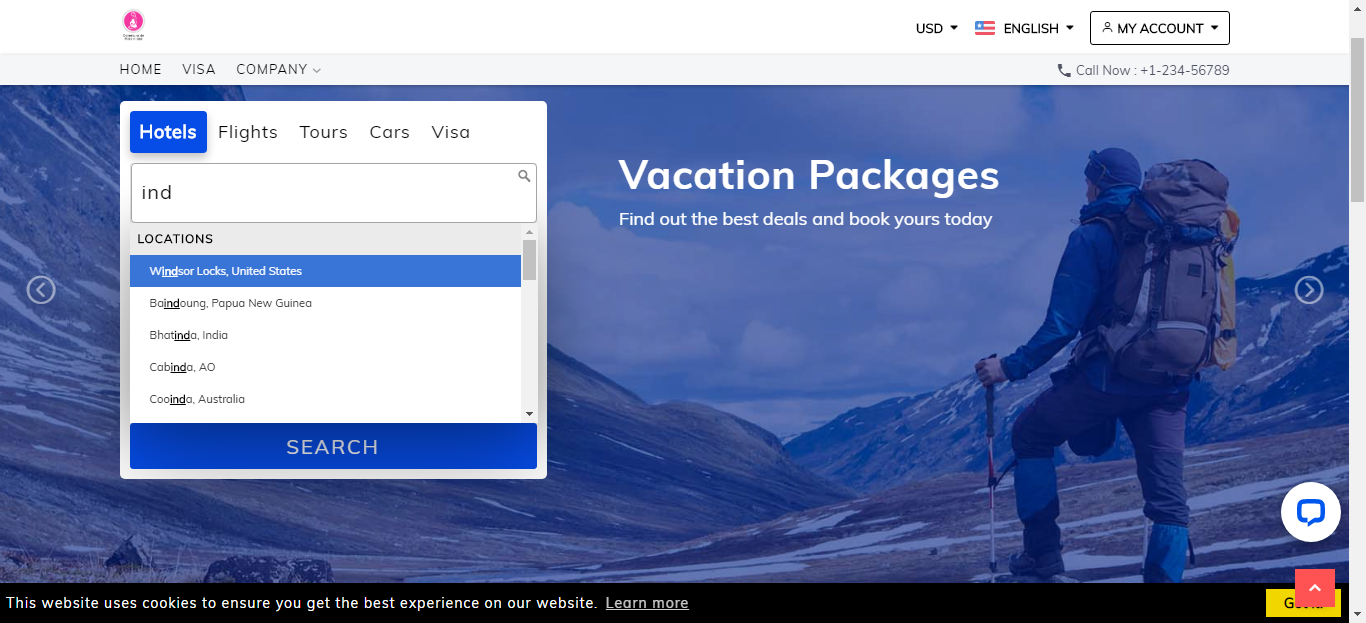 USD
ENGLISH
MY ACCOUNT
HOME VISA COMPANY
Call Now : +1-234-56789
Hotels Flights Tours Cars Visa
ind
LOCATIONS
Windsor Locks, United States
Baindoung, Papua New Guinea
Bhatinda, India
Cabinda, AO
Cooinda, Australia
SEARCH
Vacation Packages
Find out the best deals and book yours today
This website uses cookies to ensure you get the best experience on our website. Learn more